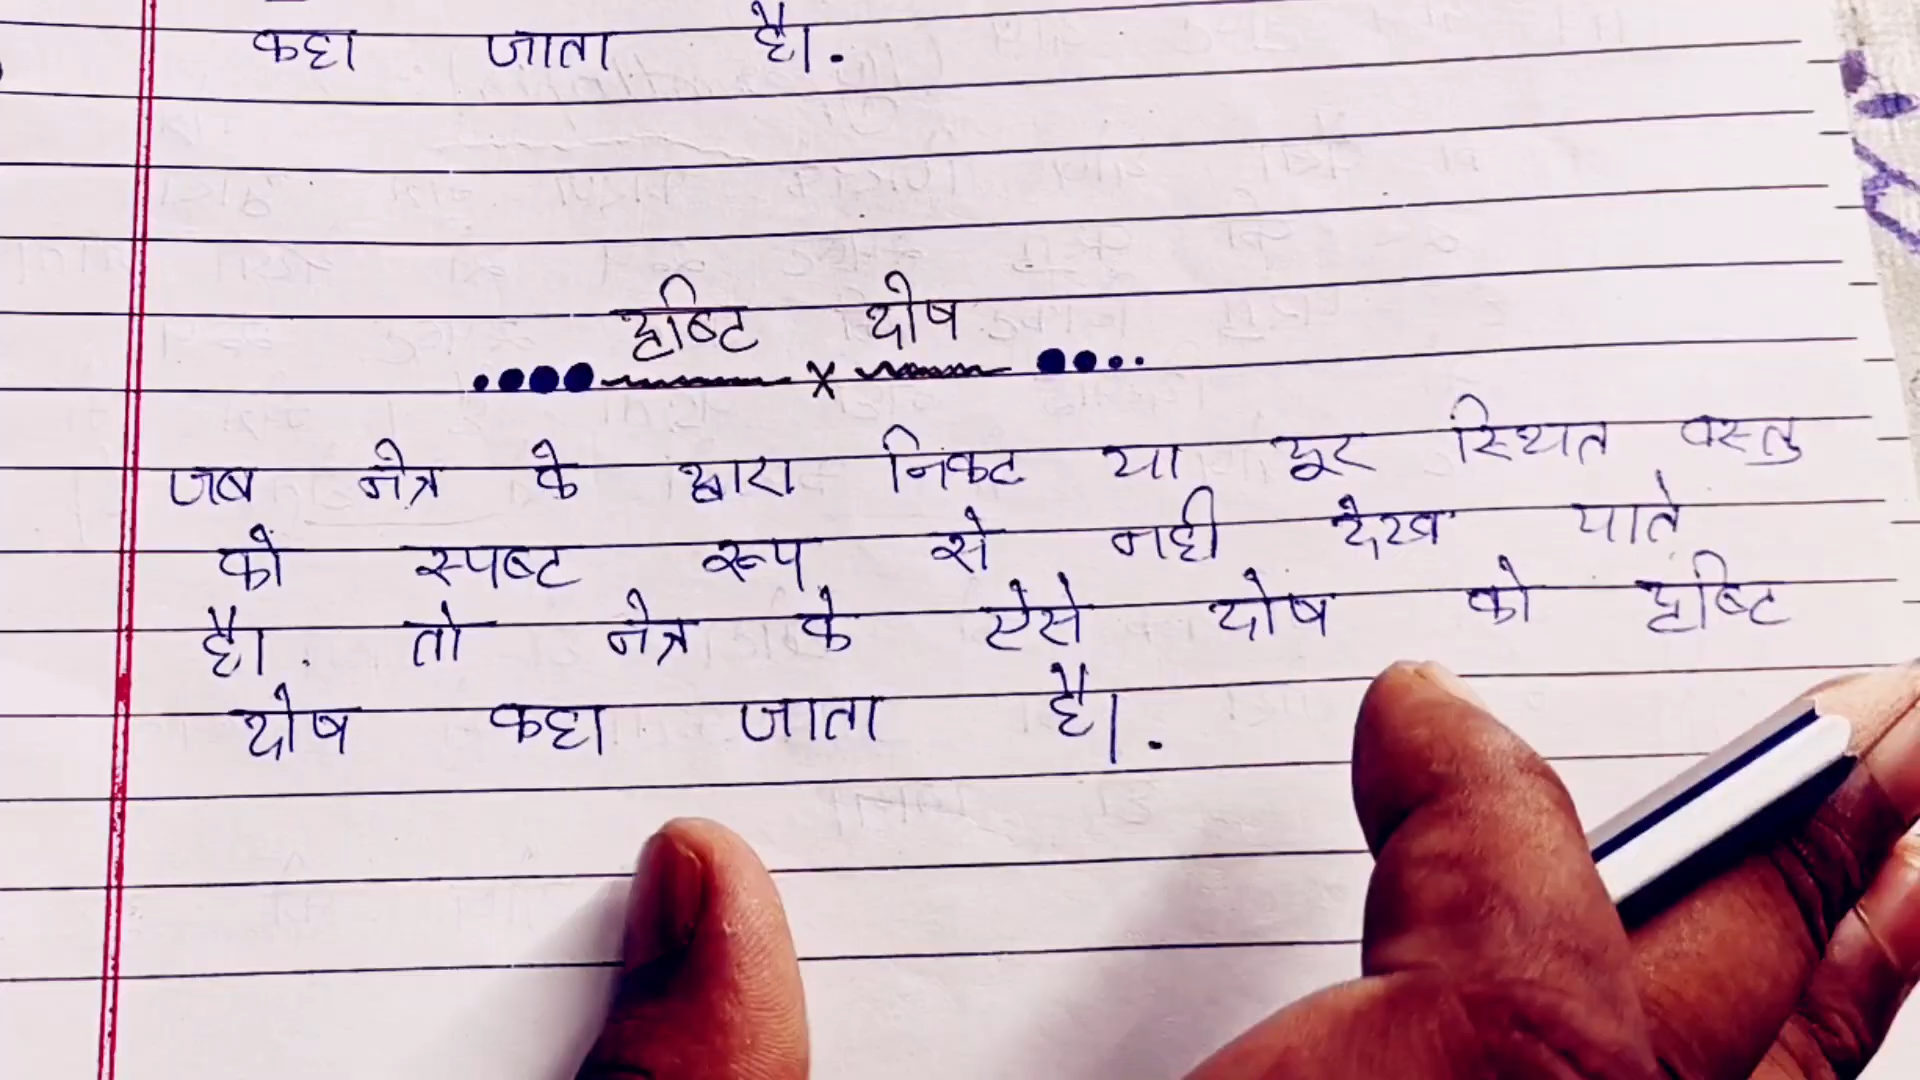 कहा जाता है।.
दृष्टि दोष
जब नेत्र के द्वारा निकट या दूर स्थित वस्तु
को स्पष्ट रूप से नही देख पाते
है। . तो नेत्र के ऐसे दोष को दृष्टि
दोष कहा जाता है। .